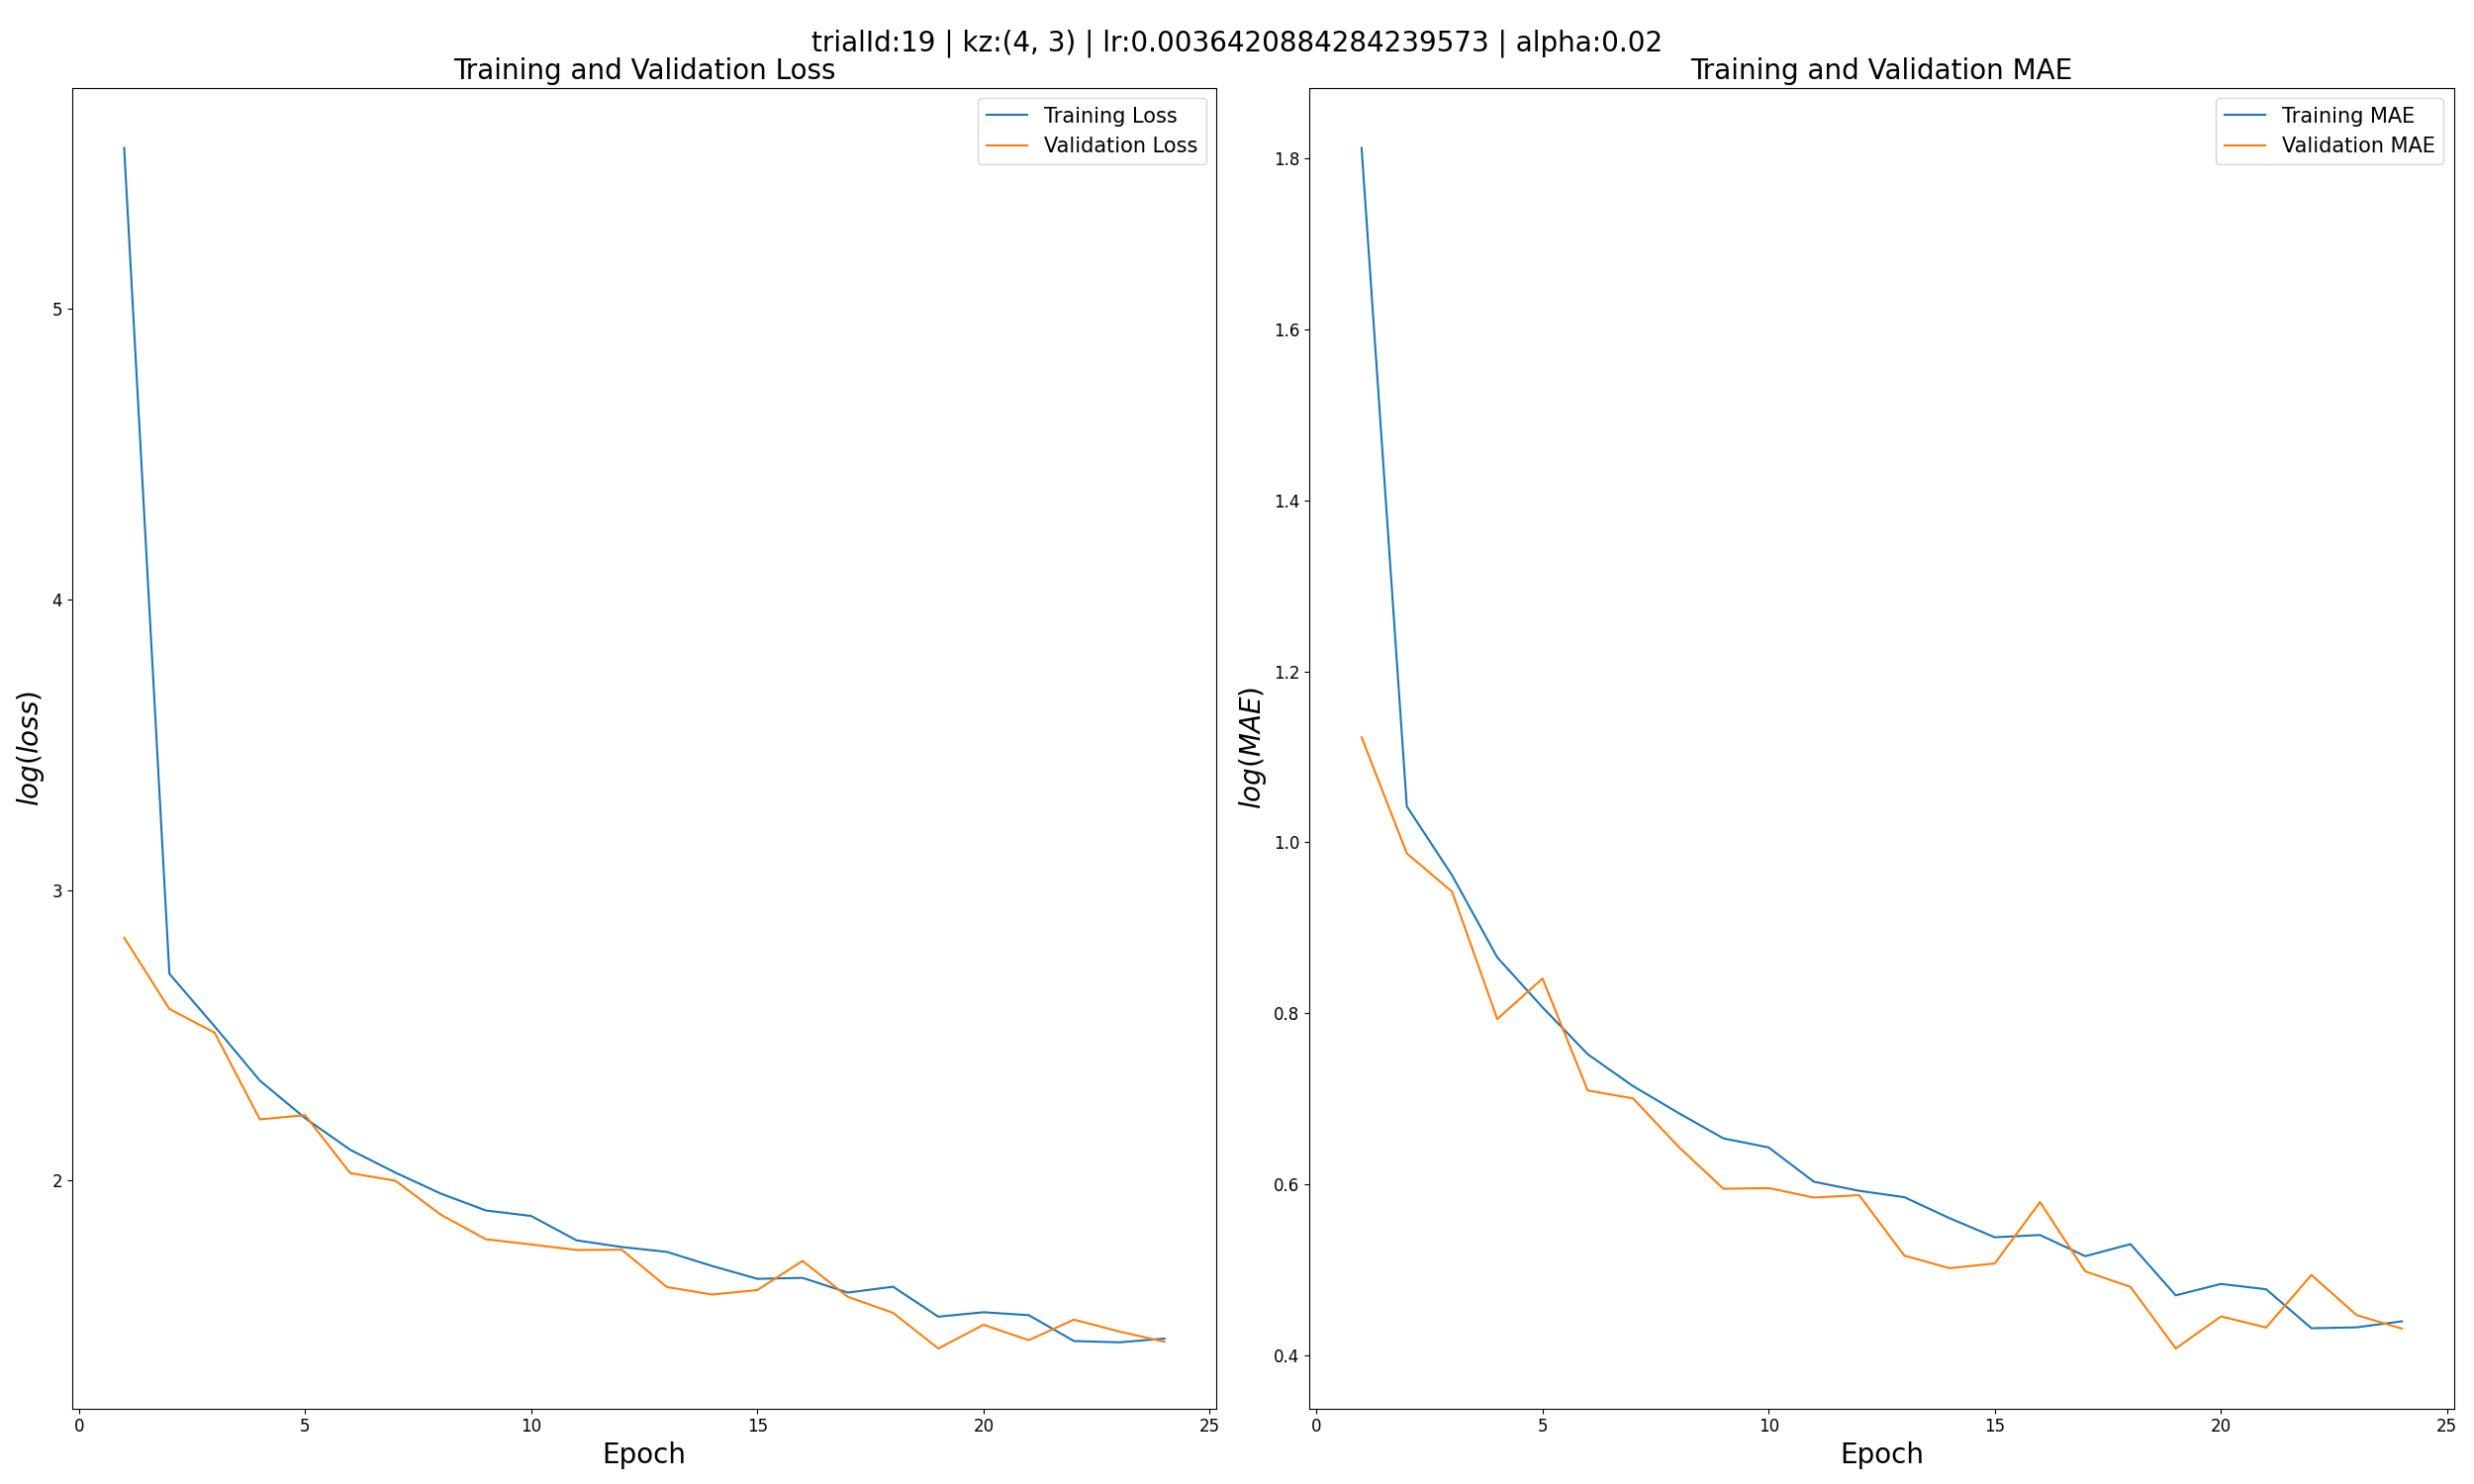 trialId:19 | kz:(4, 3) | lr:0.0036420884284239573 | alpha:0.02
Training and Validation Loss
Training Loss
Validation Loss
5
4
3
2
log(loss)
0
5
10
15
20
25
Epoch
Training and Validation MAE
Training MAE
Validation MAE
1.8
1.6
1.4
1.2
1.0
0.8
0.6
0.4
log(MAE)
0
5
10
15
20
25
Epoch